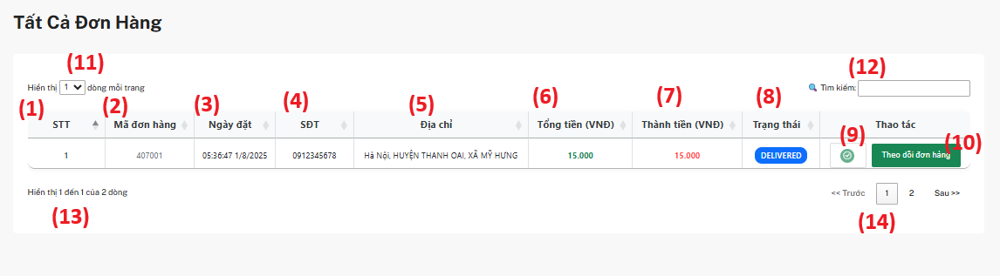 Tất Cả Đơn Hàng
(11)
(12)
Hiển thị 1 dòng mỗi trang
🔍 Tìm kiếm:
(1) (2) (3) (4) (5) (6) (7) (8)
STT Mã đơn hàng Ngày đặt SĐT Địa chỉ Tổng tiền (VNĐ) Thành tiền (VNĐ) Trạng thái Thao tác
(9) (10)
1 407001 05:36:47 1/8/2025 0912345678 Hà Nội, HUYỆN THANH OAI, XÃ MỸ HƯNG 15.000 15.000 DELIVERED Theo dõi đơn hàng
Hiển thị 1 đến 1 của 2 dòng
<< Trước 1 2 Sau >>
(13)
(14)